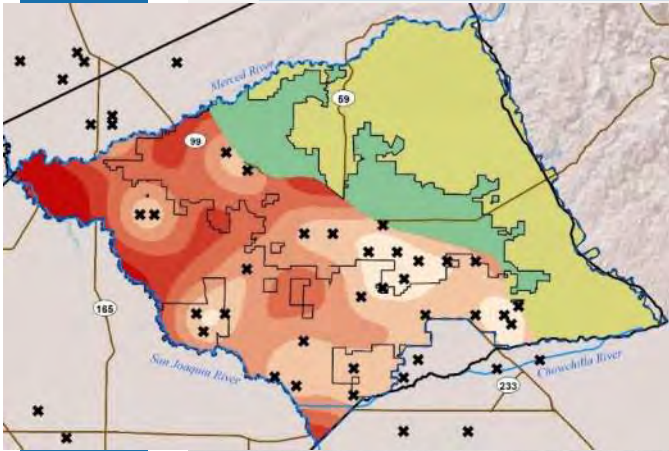 Merced River
59
99
165
San Joaquin River
Chowchilla River
233